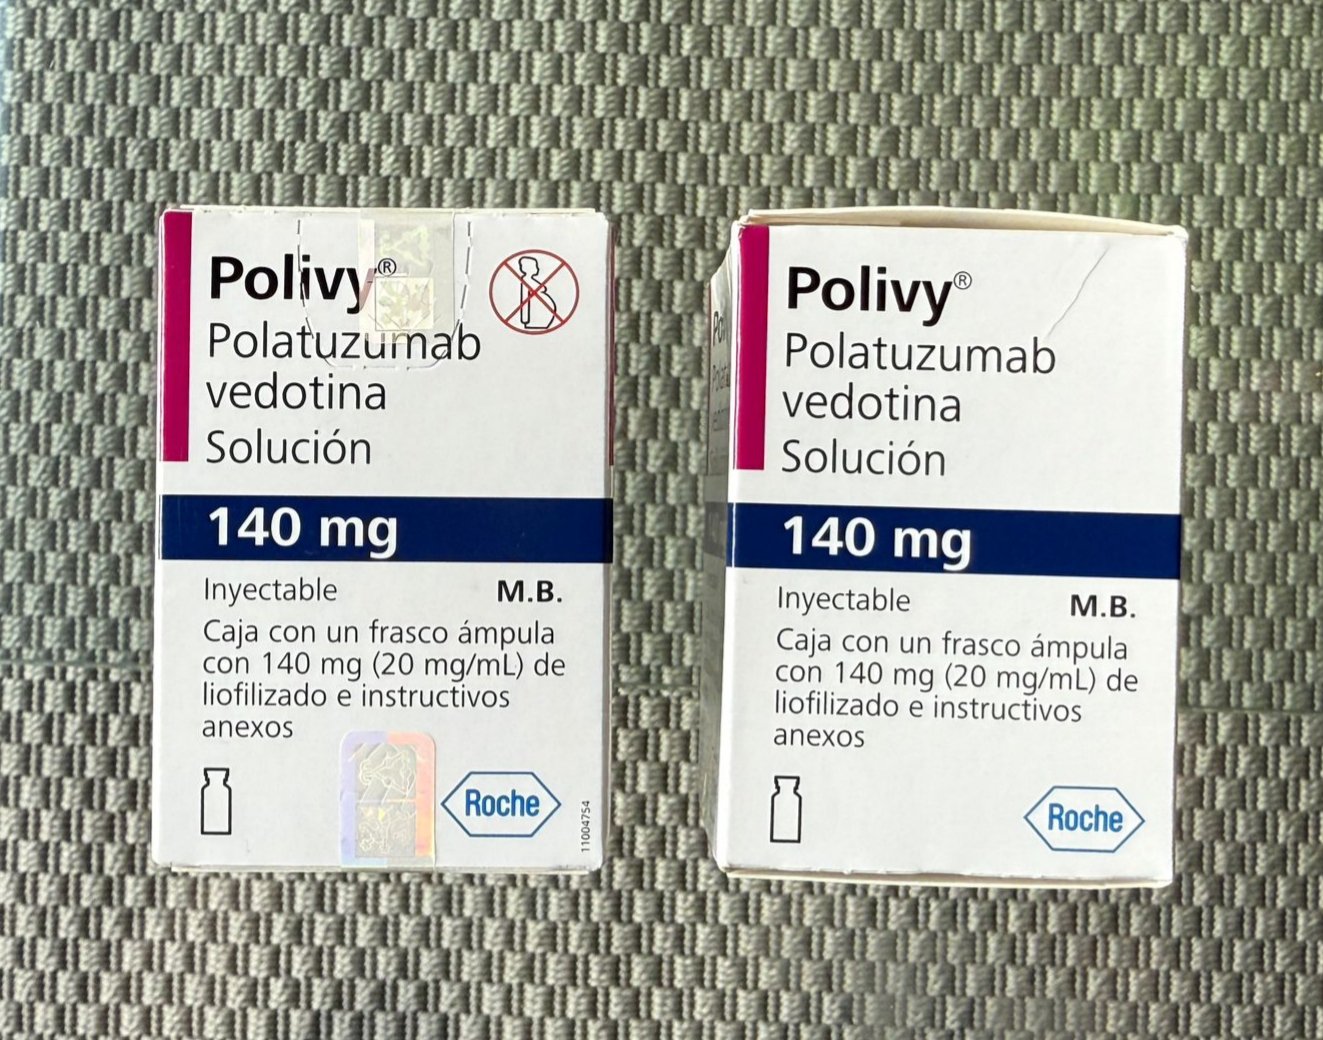 Polivy®
Polatuzumab
vedotina
Solución
140 mg
Inyectable M.B.
Caja con un frasco ámpula
con 140 mg (20 mg/mL) de
liofilizado e instructivos
anexos
Roche
11004754
Polivy®
Polatuzumab
vedotina
Solución
140 mg
Inyectable M.B.
Caja con un frasco ámpula
con 140 mg (20 mg/mL) de
liofilizado e instructivos
anexos
Roche